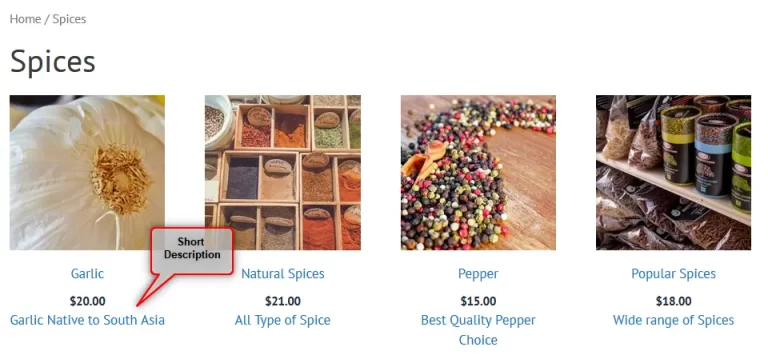 Home / Spices
Spices
Short
Description
Garlic
Natural Spices
Pepper
Popular Spices
$20.00
$21.00
$15.00
$18.00
Garlic Native to South Asia
All Type of Spice
Best Quality Pepper
Choice
Wide range of Spices